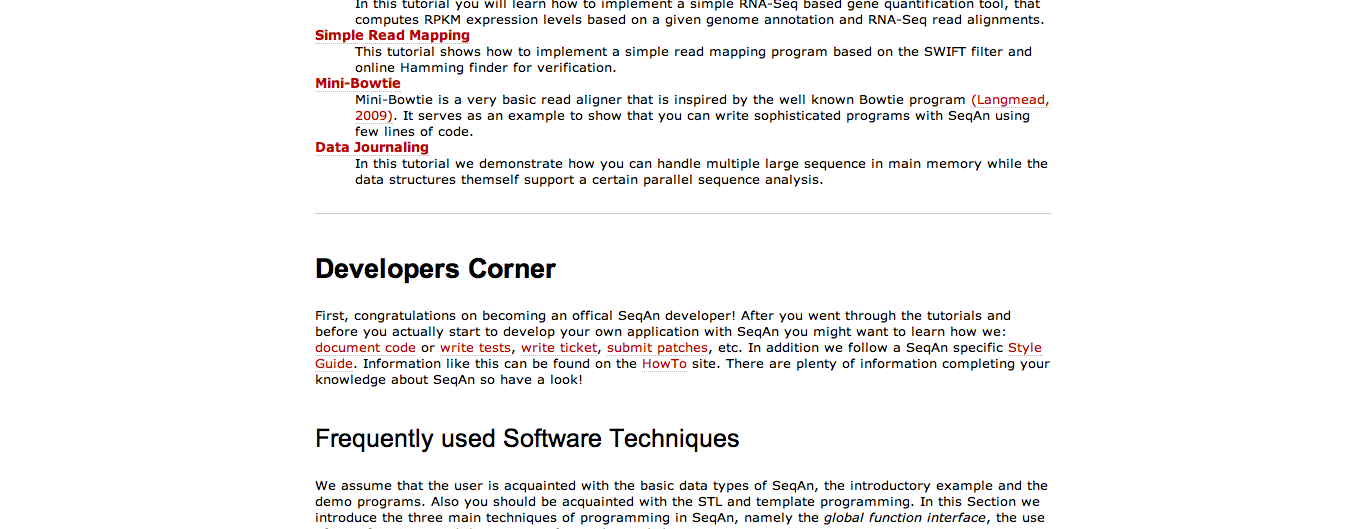 In this tutorial you will learn how to implement a simple RNA-Seq based gene quantification tool, that
computes RPKM expression levels based on a given genome annotation and RNA-Seq read alignments.
Simple Read Mapping
This tutorial shows how to implement a simple read mapping program based on the SWIFT filter and
online Hamming finder for verification.
Mini-Bowtie
Mini-Bowtie is a very basic read aligner that is inspired by the well known Bowtie program (Langmead,
2009). It serves as an example to show that you can write sophisticated programs with SeqAn using
few lines of code.
Data Journaling
In this tutorial we demonstrate how you can handle multiple large sequence in main memory while the
data structures themself support a certain parallel sequence analysis.
Developers Corner
First, congratulations on becoming an offical SeqAn developer! After you went through the tutorials and
before you actually start to develop your own application with SeqAn you might want to learn how we:
document code or write tests, write ticket, submit patches, etc. In addition we follow a SeqAn specific Style
Guide. Information like this can be found on the HowTo site. There are plenty of information completing your
knowledge about SeqAn so have a look!
Frequently used Software Techniques
We assume that the user is acquainted with the basic data types of SeqAn, the introductory example and the
demo programs. Also you should be acquainted with the STL and template programming. In this Section we
introduce the three main techniques of programming in SeqAn, namely the global function interface, the use